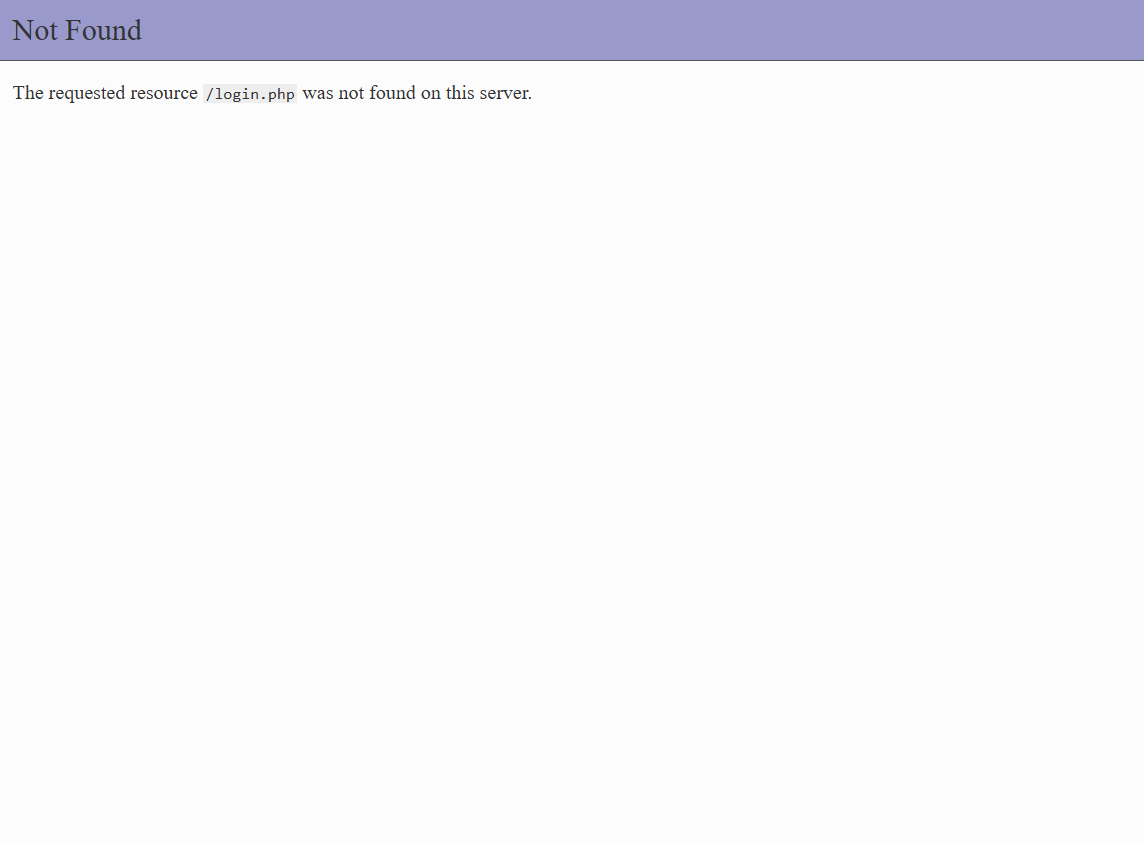 Not Found
The requested resource /login.php was not found on this server.